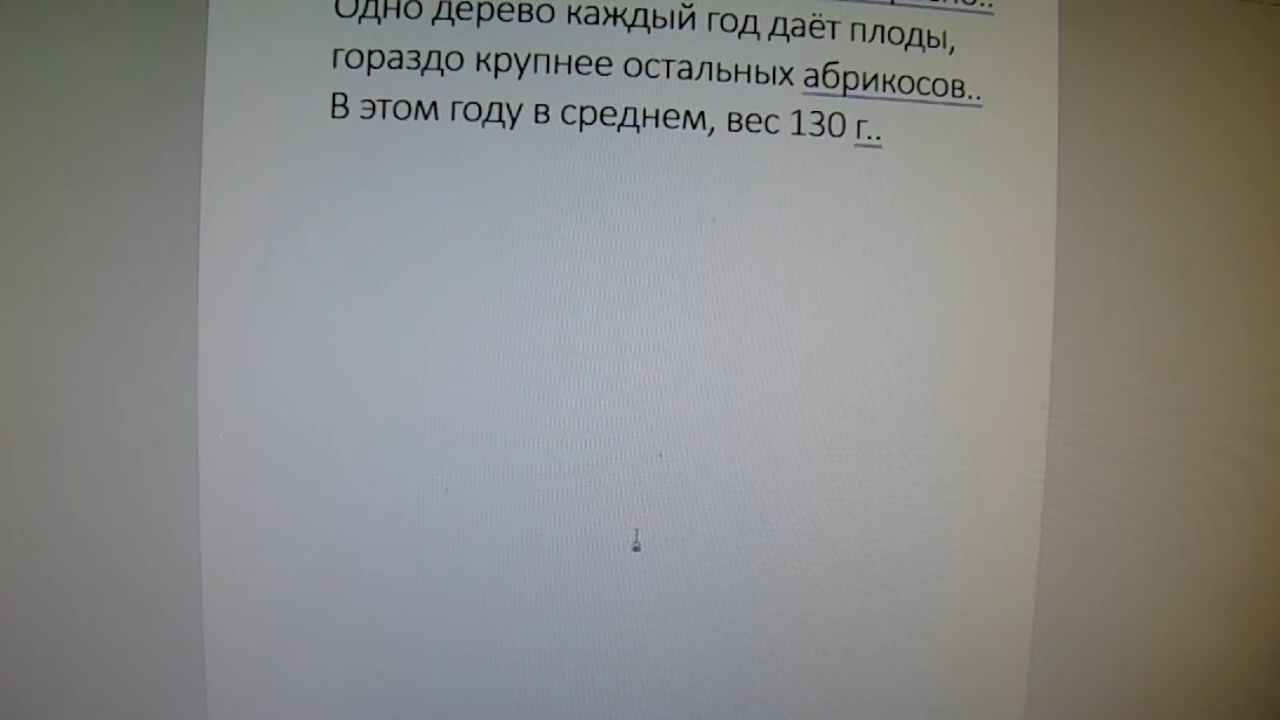 Одно дерево каждый год даёт плоды,
гораздо крупнее остальных абрикосов..
В этом году в среднем, вес 130 г..